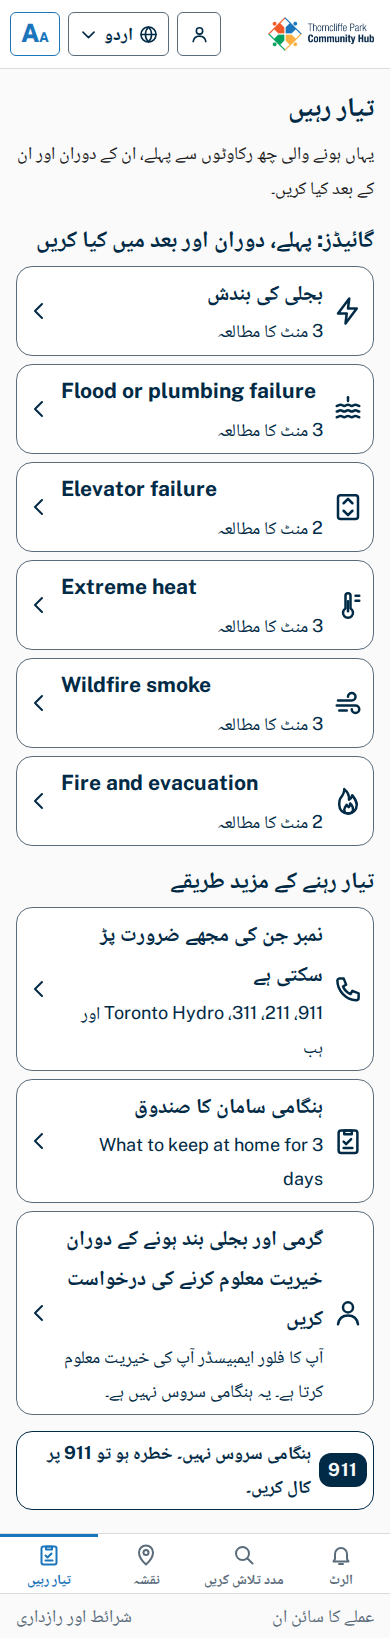 Thorncliffe Park
Community Hub
اردو
AA
تیار رہیں
یہاں ہونے والی چھ رکاوٹوں سے پہلے، ان کے دوران اور ان
کے بعد کیا کریں۔
گائیڈز: پہلے، دوران اور بعد میں کیا کریں
بجلی کی بندش
3 منٹ کا مطالعہ
Flood or plumbing failure
3 منٹ کا مطالعہ
Elevator failure
2 منٹ کا مطالعہ
Extreme heat
3 منٹ کا مطالعہ
Wildfire smoke
3 منٹ کا مطالعہ
Fire and evacuation
2 منٹ کا مطالعہ
تیار رہنے کے مزید طریقے
نمبر جن کی مجھے ضرورت پڑ
سکتی ہے
911، 211، 311، Toronto Hydro اور
ہب
ہنگامی سامان کا صندوق
What to keep at home for 3
days
گرمی اور بجلی بند ہونے کے دوران
خیریت معلوم کرنے کی درخواست
کریں
آپ کا فلور ایمبیسڈر آپ کی خیریت معلوم
کرتا ہے۔ یہ ہنگامی سروس نہیں ہے۔
911
ہنگامی سروس نہیں۔ خطرہ ہو تو 911 پر
کال کریں۔
الرٹ
مدد تلاش کریں
نقشہ
تیار رہیں
عملے کا سائن ان
شرائط اور رازداری